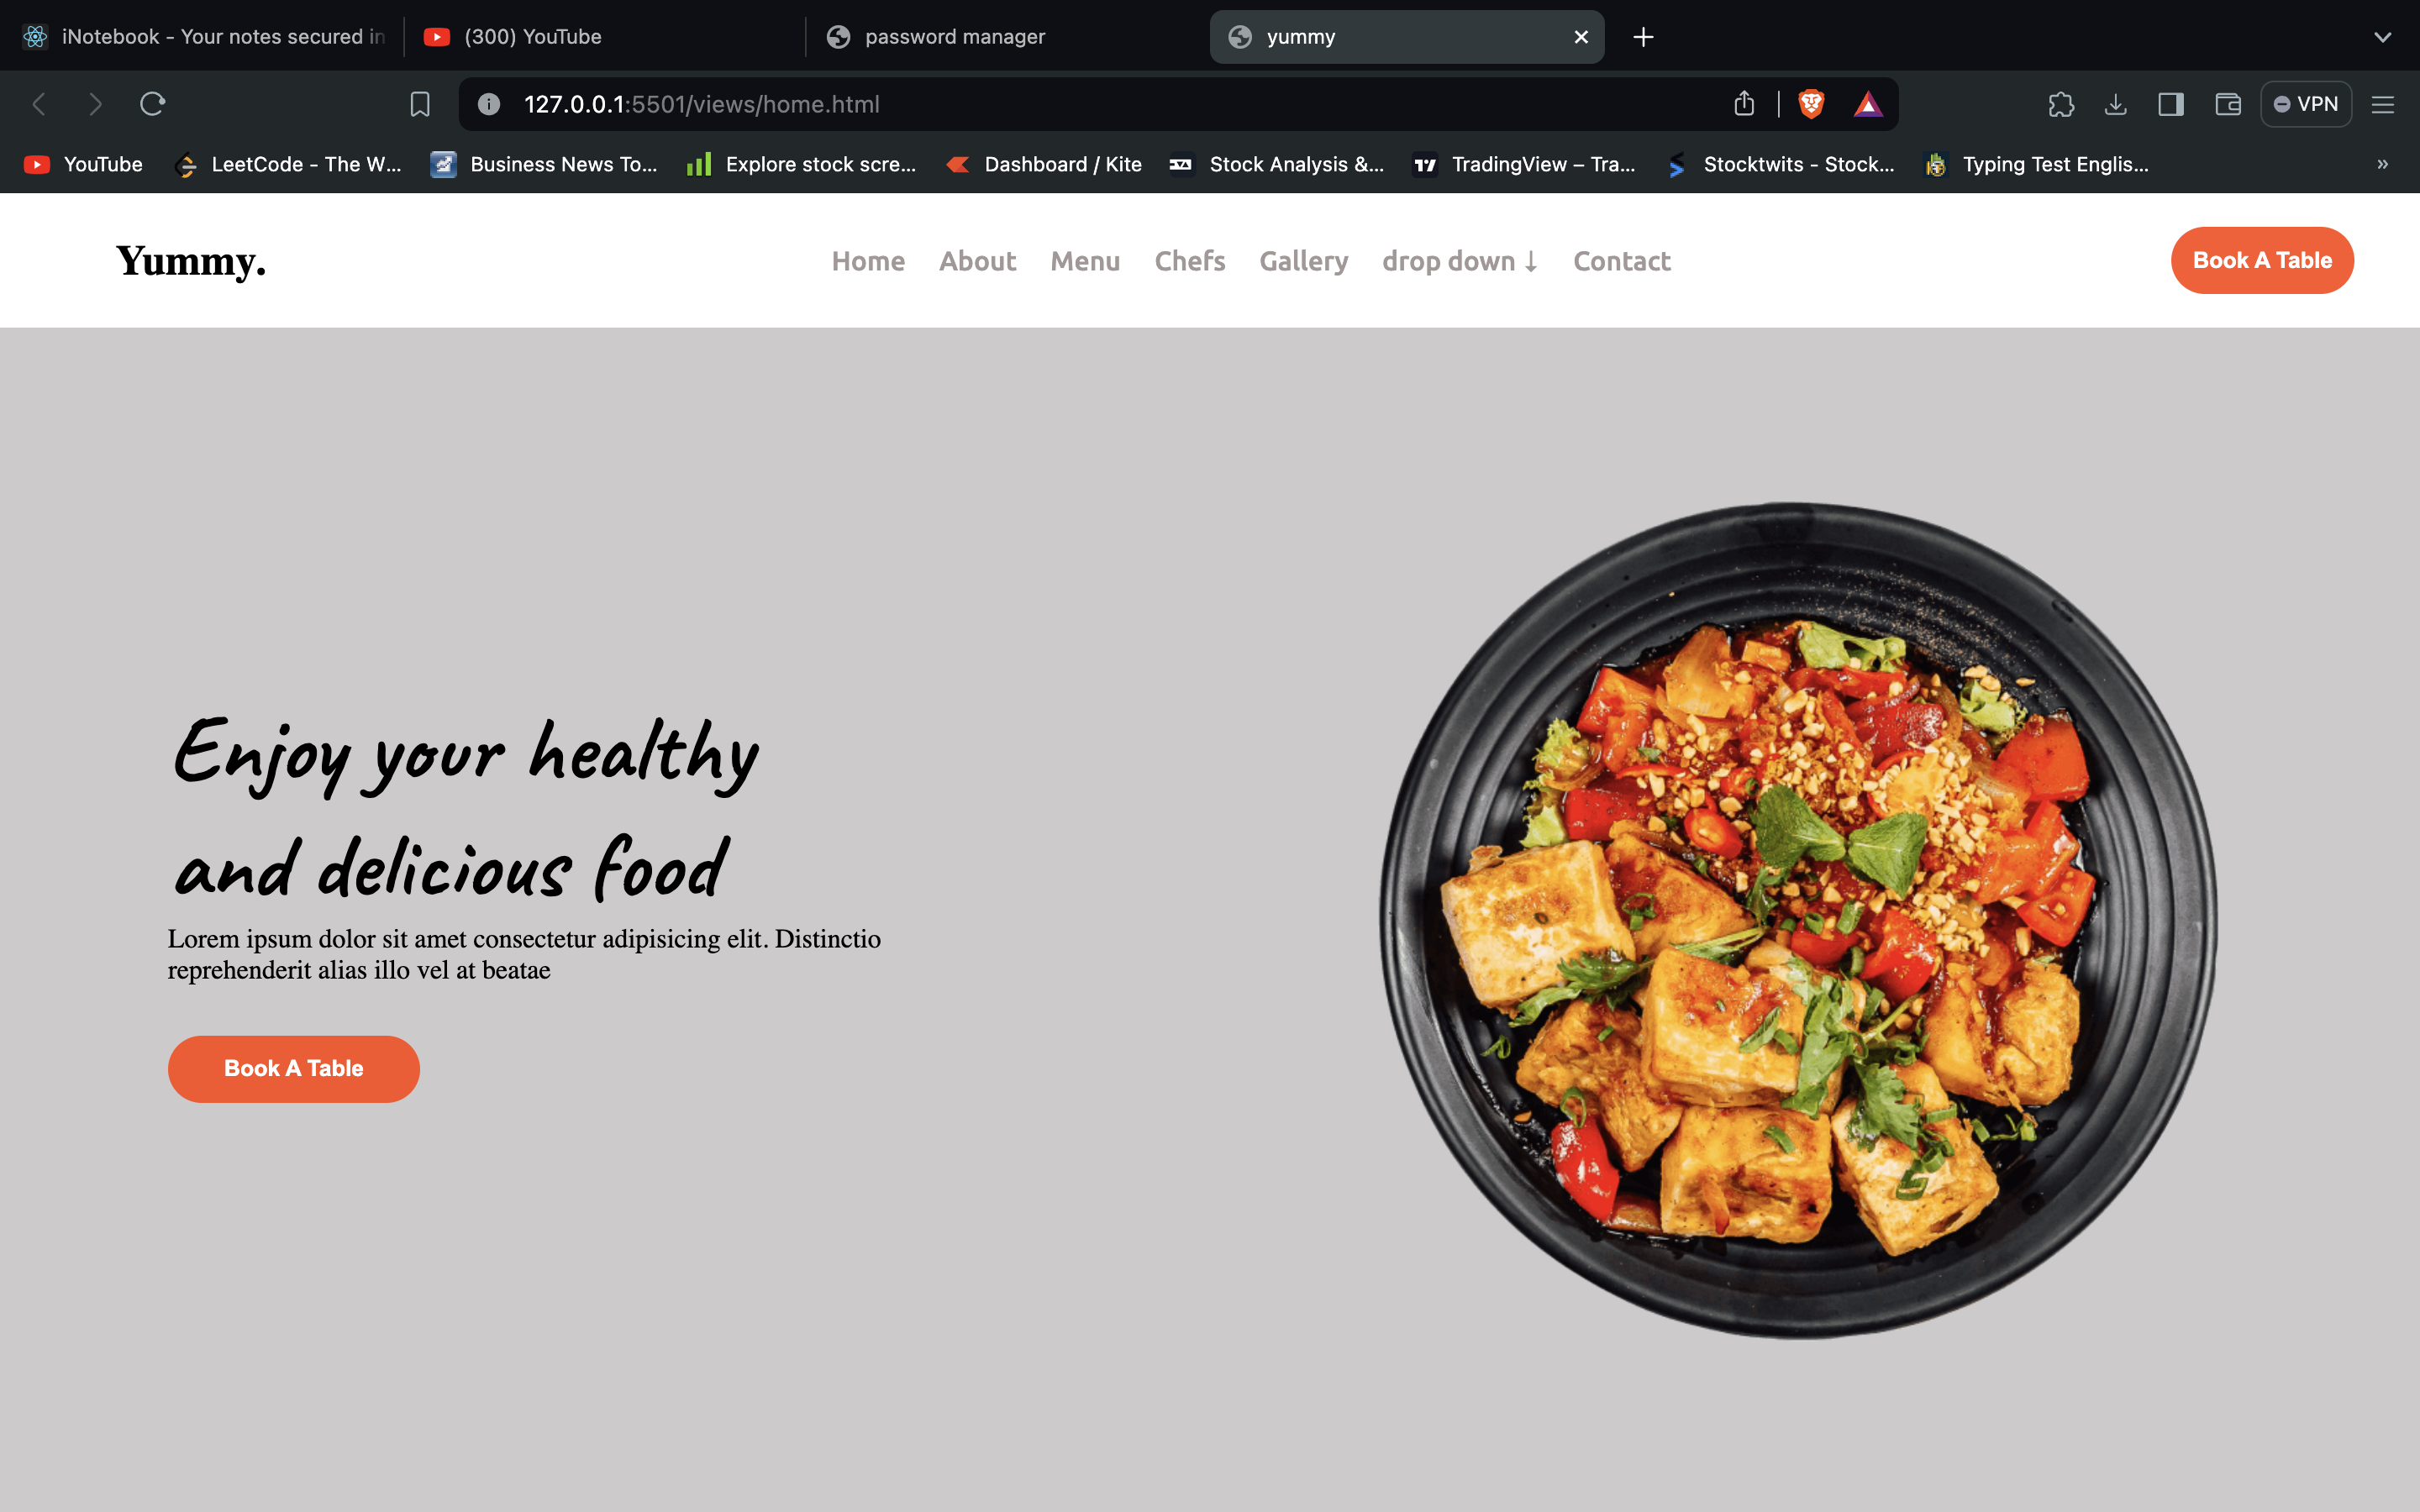 iNotebook - Your notes secured in
(300) YouTube
password manager
yummy
127.0.0.1:5501/views/home.html
VPN
YouTube
LeetCode - The W...
Business News To...
Explore stock scre...
Dashboard / Kite
Stock Analysis &...
TradingView – Tra...
Stocktwits - Stock...
Typing Test Englis...
»
Yummy.
Home
About
Menu
Chefs
Gallery
drop down ↓
Contact
Book A Table
Enjoy your healthy
and delicious food
Lorem ipsum dolor sit amet consectetur adipisicing elit. Distinctio
reprehenderit alias illo vel at beatae
Book A Table